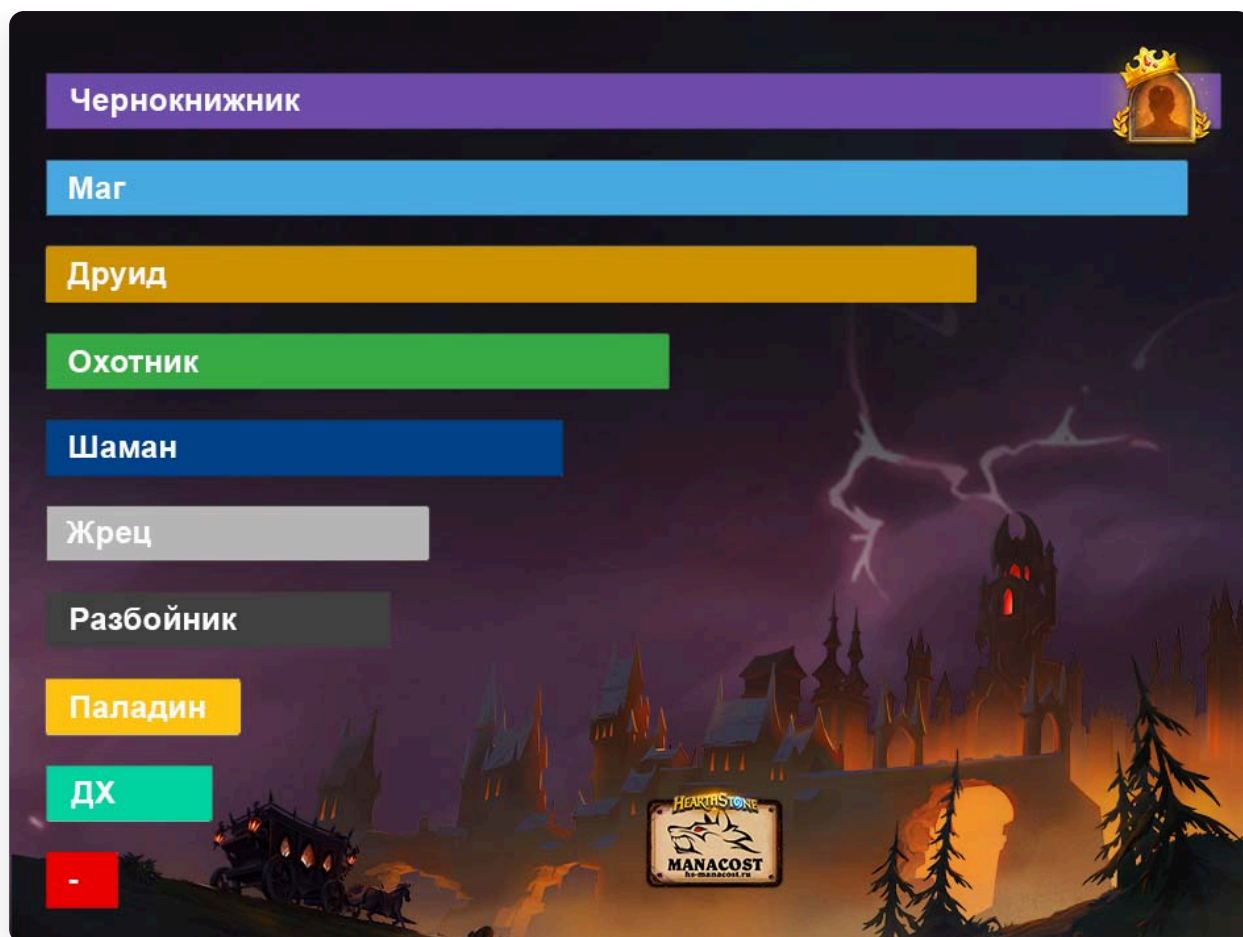 Чернокнижник
Маг
Друид
Охотник
Шаман
Жрец
Разбойник
Паладин
ДХ
-
HEARTHSTONE
MANACOST
hs-manacost.ru